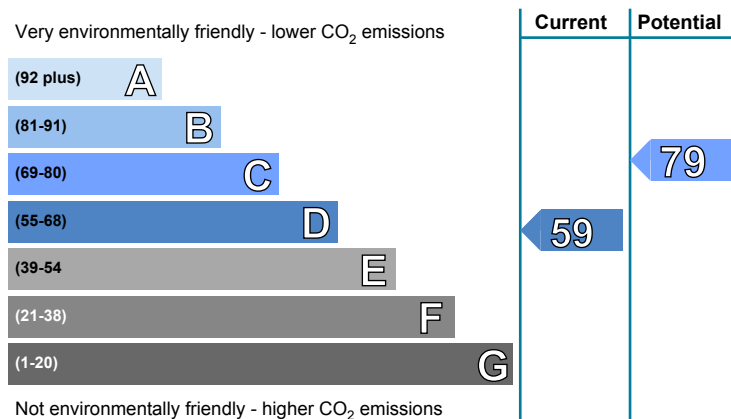 Current Potential
Very environmentally friendly - lower CO2 emissions
(92 plus) A
(81-91) B
(69-80) C
79
(55-68) D
59
(39-54 E
(21-38) F
(1-20) G
Not environmentally friendly - higher CO2 emissions